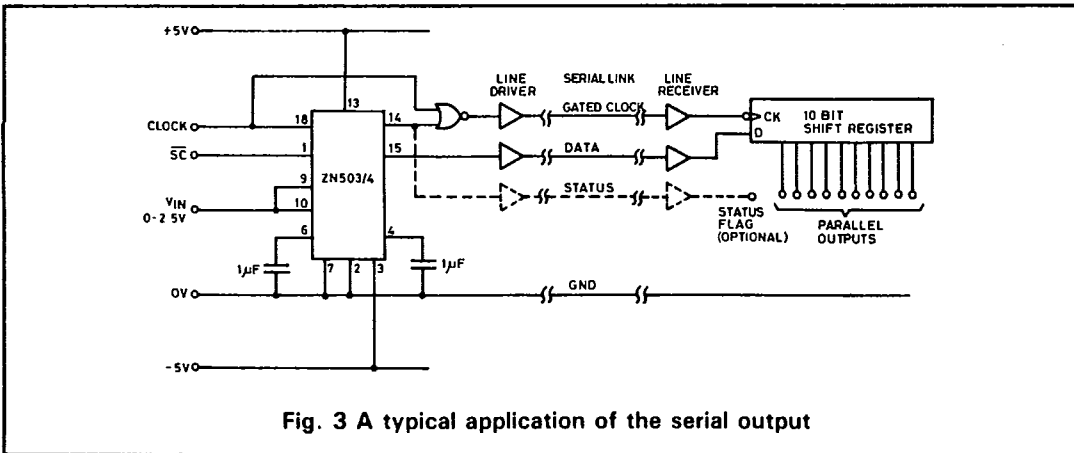 +5V
LINE DRIVER
SERIAL LINK
LINE RECEIVER
GATED CLOCK
13
14
18
CLOCK
CK
10 BIT
SHIFT REGISTER
D
SC
1
15
DATA
ZN503/4
9
STATUS
VIN
0-2 5V
10
STATUS
FLAG
(OPTIONAL)
PARALLEL
OUTPUTS
6
4
1μF
7
2
3
1μF
0V
GND
-5V
Fig. 3 A typical application of the serial output